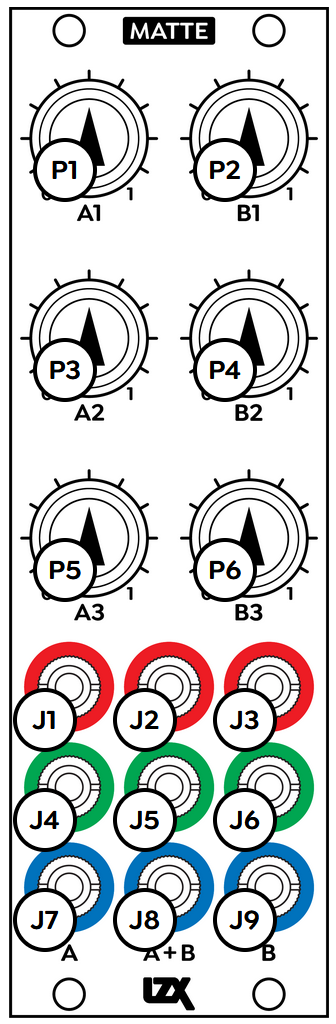 MATTE
P1 P2
0 1 0 1
A1 B1
P3 P4
0 1 0 1
A2 B2
P5 P6
0 1 0 1
A3 B3
J1 J2 J3
J4 J5 J6
J7 J8 J9
A A+B B
LZX